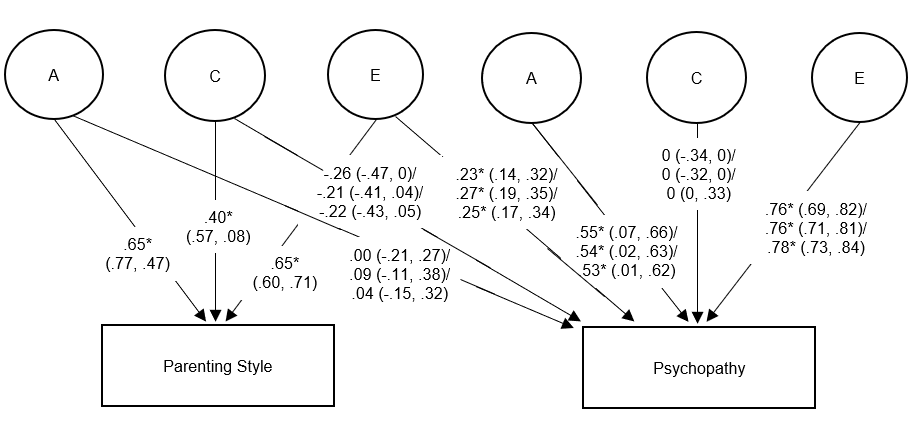 A
C
E
A
C
E
-.26 (-.47, 0)/
-.21 (-.41, .04)/
-.22 (-.43, .05)
.23* (.14, .32)/
.27* (.19, .35)/
.25* (.17, .34)
0 (-.34, 0)/
0 (-.32, 0)/
0 (0, .33)
.65*
(.77, .47)
.40*
(.57, .08)
.65*
(.60, .71)
.00 (-.21, .27)/
.09 (-.11, .38)/
.04 (-.15, .32)
.55* (.07, .66)/
.54* (.02, .63)/
.53* (.01, .62)
.76* (.69, .82)/
.76* (.71, .81)/
.78* (.73, .84)
Parenting Style
Psychopathy